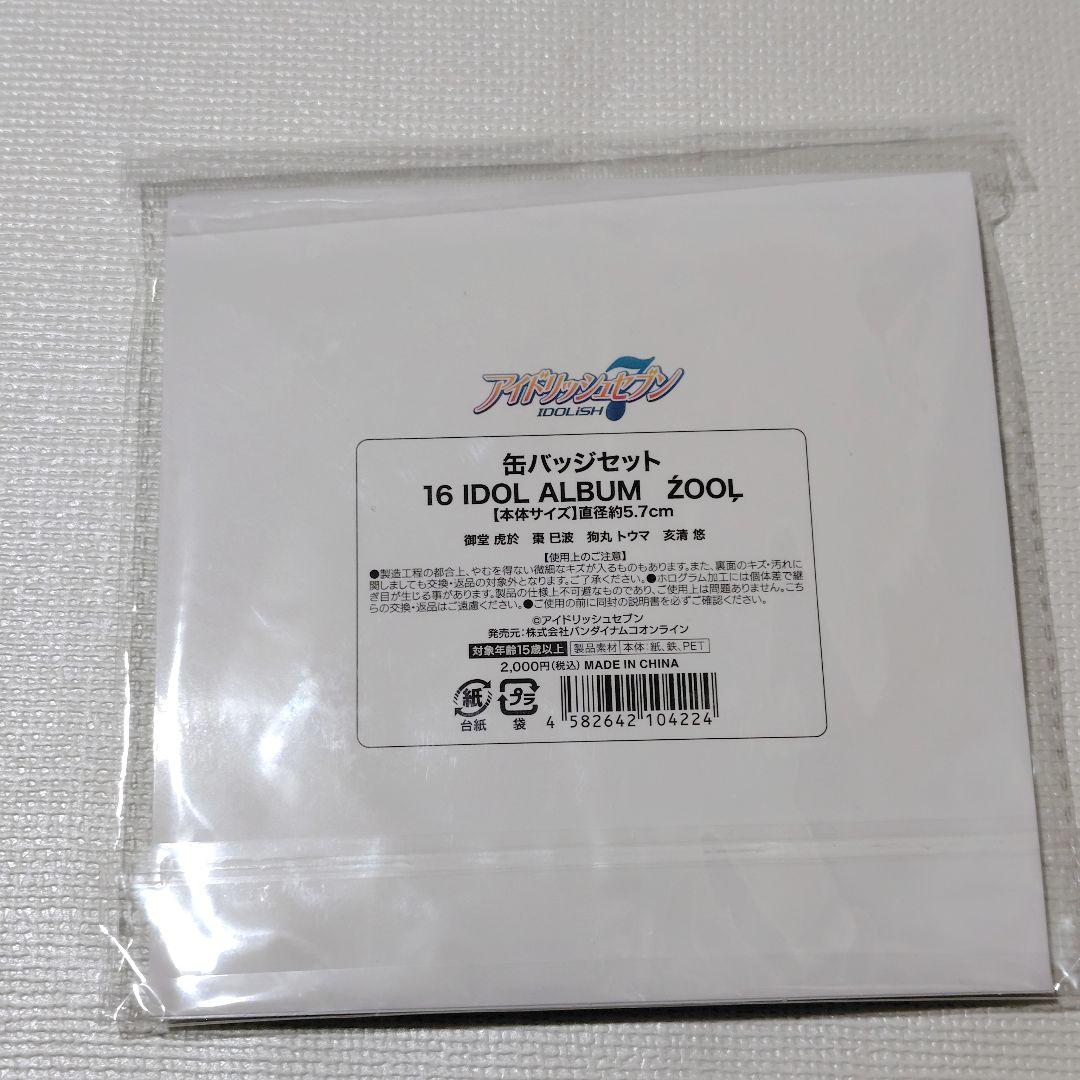 アイドリッシュセブン
7
IDOLiSH
缶バッジセット
16 IDOL ALBUM ŹOOĻ
【本体サイズ】直径約5.7cm
御堂 虎於 棗 巳波 狗丸 トウマ 亥清 悠
【使用上のご注意】
●製造工程の都合上、やむを得ない微細なキズが入るものもあります。また、裏面のキズ・汚れに
関しましても交換・返品の対象外となります。ご了承ください。●ホログラム加工には個体差で継
ぎ目が生じる事があります。製品の仕様上不可避なものであり、ご使用上は問題ありません。こち
らの交換・返品はご遠慮ください。●ご使用の前に同封の説明書を必ずご確認ください。
©アイドリッシュセブン
発売元:株式会社バンダイナムコオンライン
対象年齢15歳以上 製品素材 本体:紙、鉄、PET
2,000円(税込) MADE IN CHINA
紙 プラ
台紙 袋 4 582642 104224